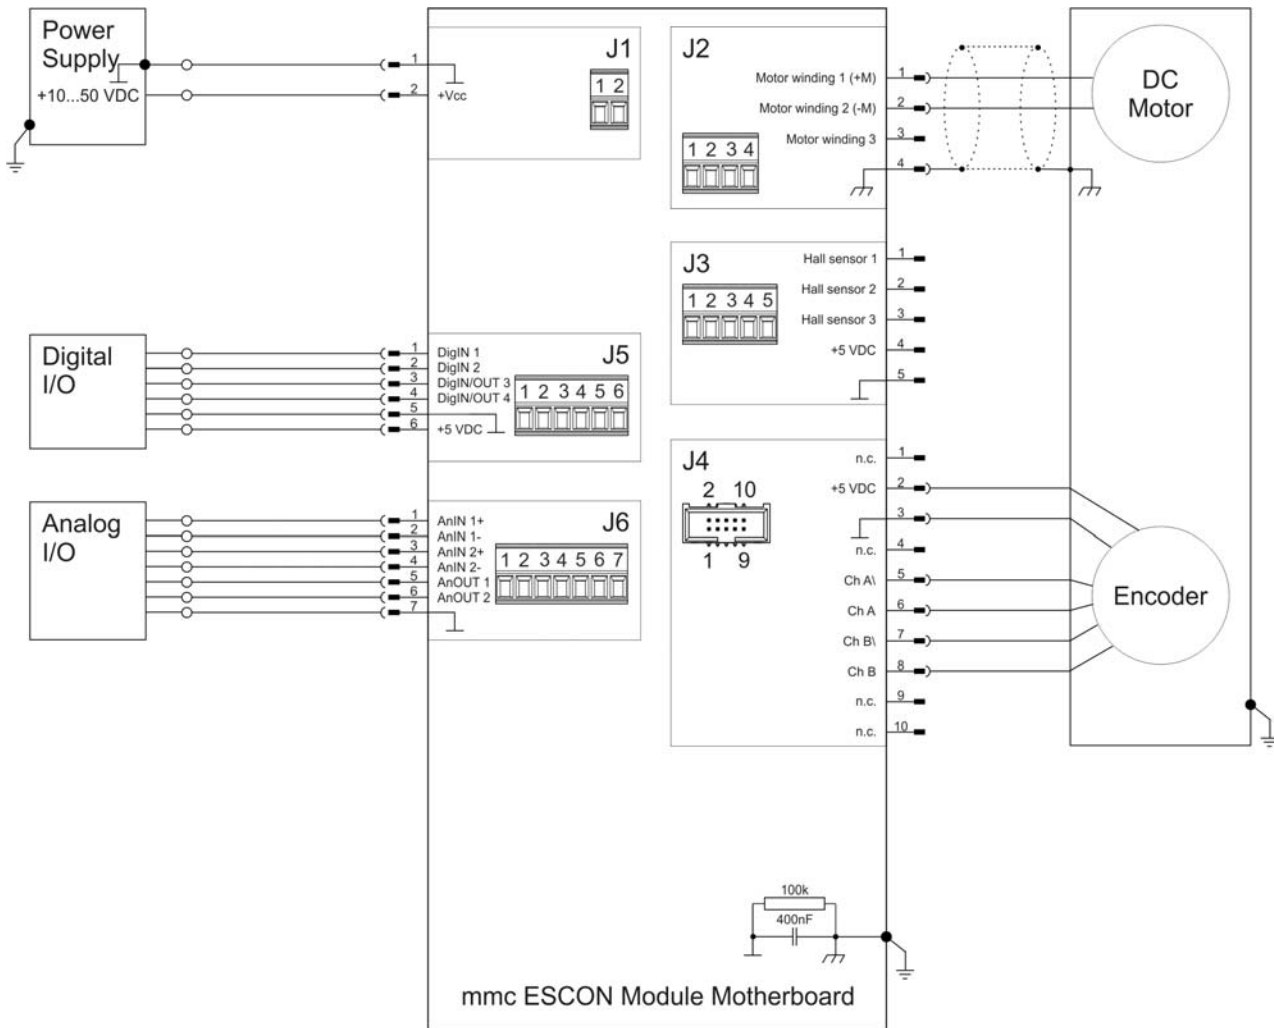 Power
Supply
+10...50 VDC
1
2
+Vcc
J1
1 2
J2
1 2 3 4
Motor winding 1 (+M)
1
Motor winding 2 (-M)
2
Motor winding 3
3
4
DC
Motor
J3
1 2 3 4 5
Hall sensor 1
1
Hall sensor 2
2
Hall sensor 3
3
+5 VDC
4
5
Digital
I/O
1
DigIN 1
2
DigIN 2
3
DigIN/OUT 3
4
DigIN/OUT 4
5
6
+5 VDC
J5
1 2 3 4 5 6
J4
2 10
1 9
n.c.
1
+5 VDC
2
3
n.c.
4
Ch A\
5
Ch A
6
Ch B\
7
Ch B
8
n.c.
9
n.c.
10
Encoder
Analog
I/O
1
AnIN 1+
2
AnIN 1-
3
AnIN 2+
4
AnIN 2-
5
AnOUT 1
6
AnOUT 2
7
J6
1 2 3 4 5 6 7
100k
400nF
mmc ESCON Module Motherboard